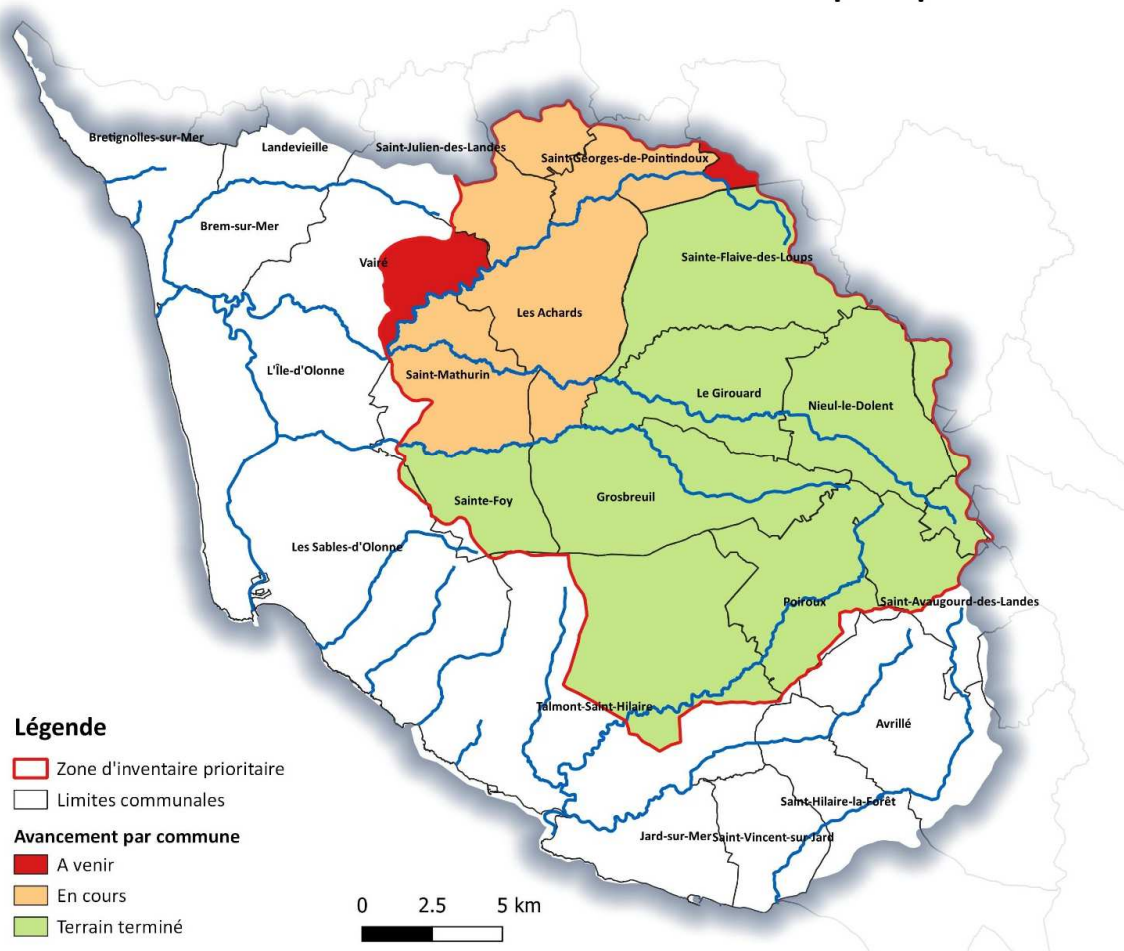 Bretignolles-sur-Mer
Landevieille
Saint-Julien-des-Landes
Saint-Georges-de-Pointindoux
Brem-sur-Mer
Vairé
Sainte-Flaive-des-Loups
Les Achards
L'Île-d'Olonne
Saint-Mathurin
Le Girouard
Nieul-le-Dolent
Sainte-Foy
Grosbreuil
Les Sables-d'Olonne
Poiroux
Saint-Avaugourd-des-Landes
Talmont-Saint-Hilaire
Avrillé
Saint-Hilaire-la-Forêt
Jard-sur-Mer
Saint-Vincent-sur-Jard
Légende
Zone d'inventaire prioritaire
Limites communales
Avancement par commune
A venir
En cours
Terrain terminé
0 2.5 5 km